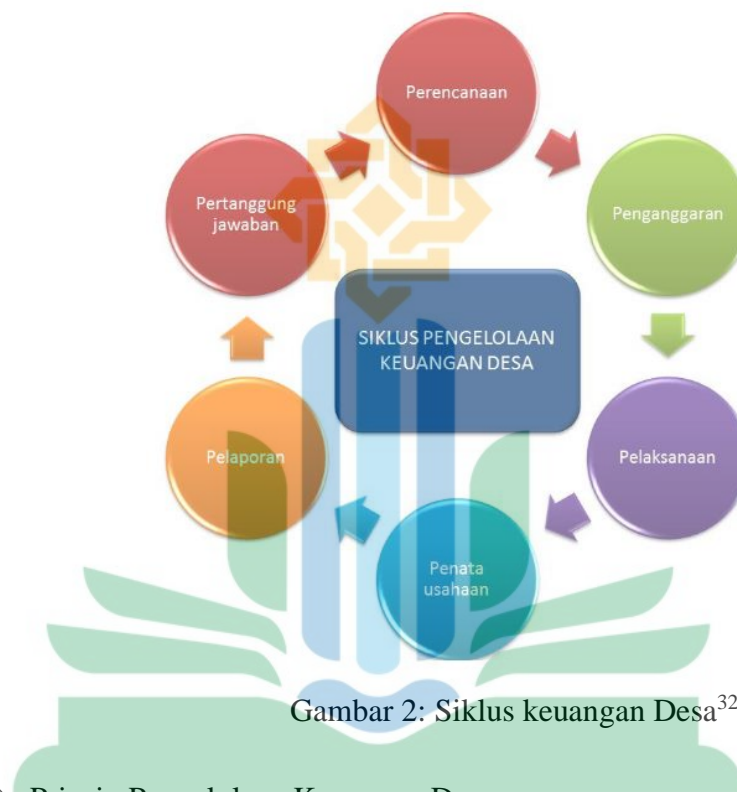 Perencanaan
Penganggaran
Pelaksanaan
Penata
usahaan
Pelaporan
Pertanggung
jawaban
SIKLUS PENGELOLAAN
KEUANGAN DESA
Gambar 2: Siklus keuangan Desa32